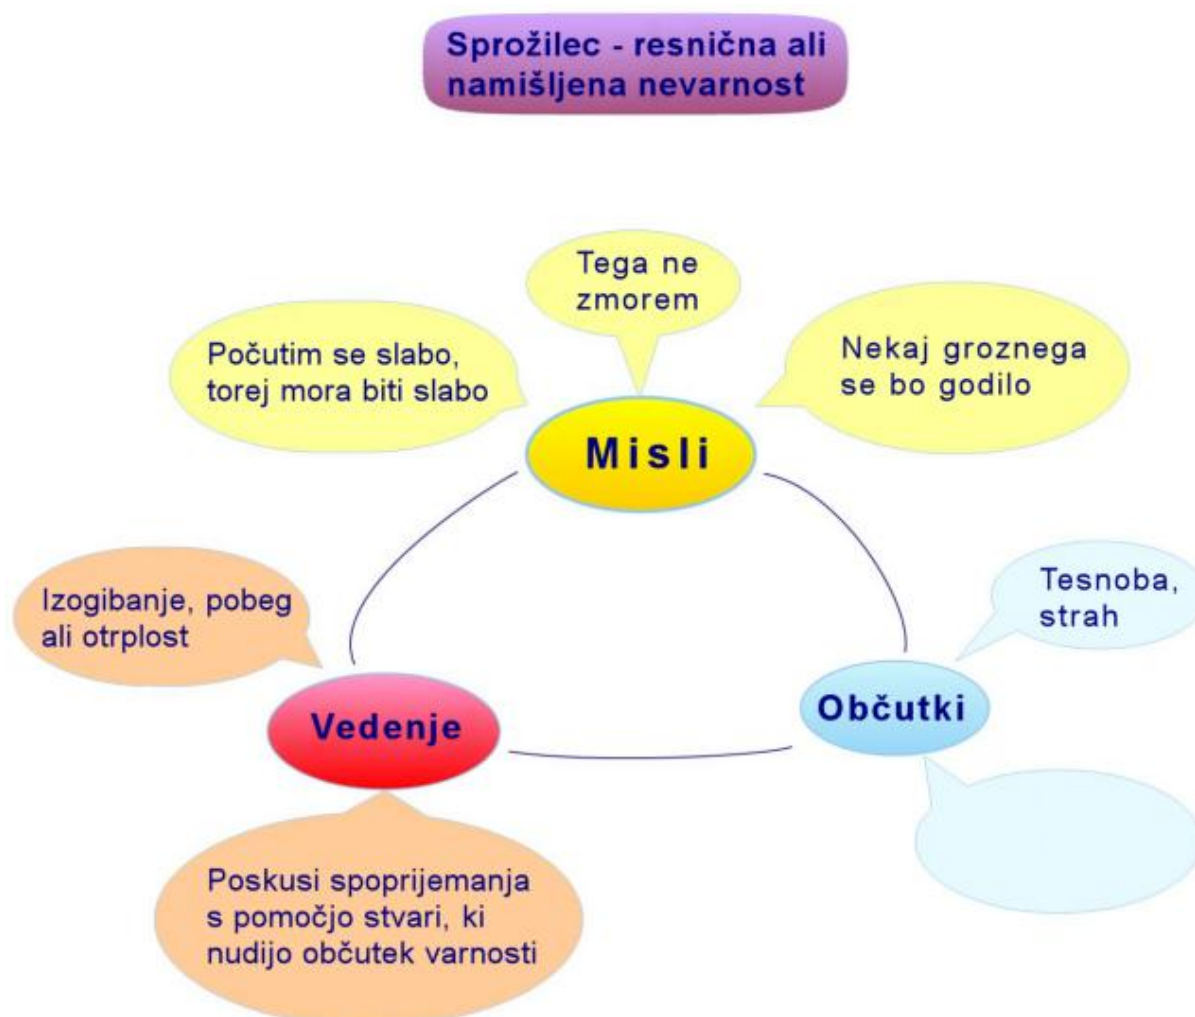 Sprožilec - resnična ali
namišljena nevarnost
Tega ne
zmorem
Počutim se slabo,
torej mora biti slabo
Nekaj groznega
se bo godilo
Misli
Izogibanje, pobeg
ali otrplost
Tesnoba,
strah
Vedenje
Občutki
Poskusi spoprijemanja
s pomočjo stvari, ki
nudijo občutek varnosti